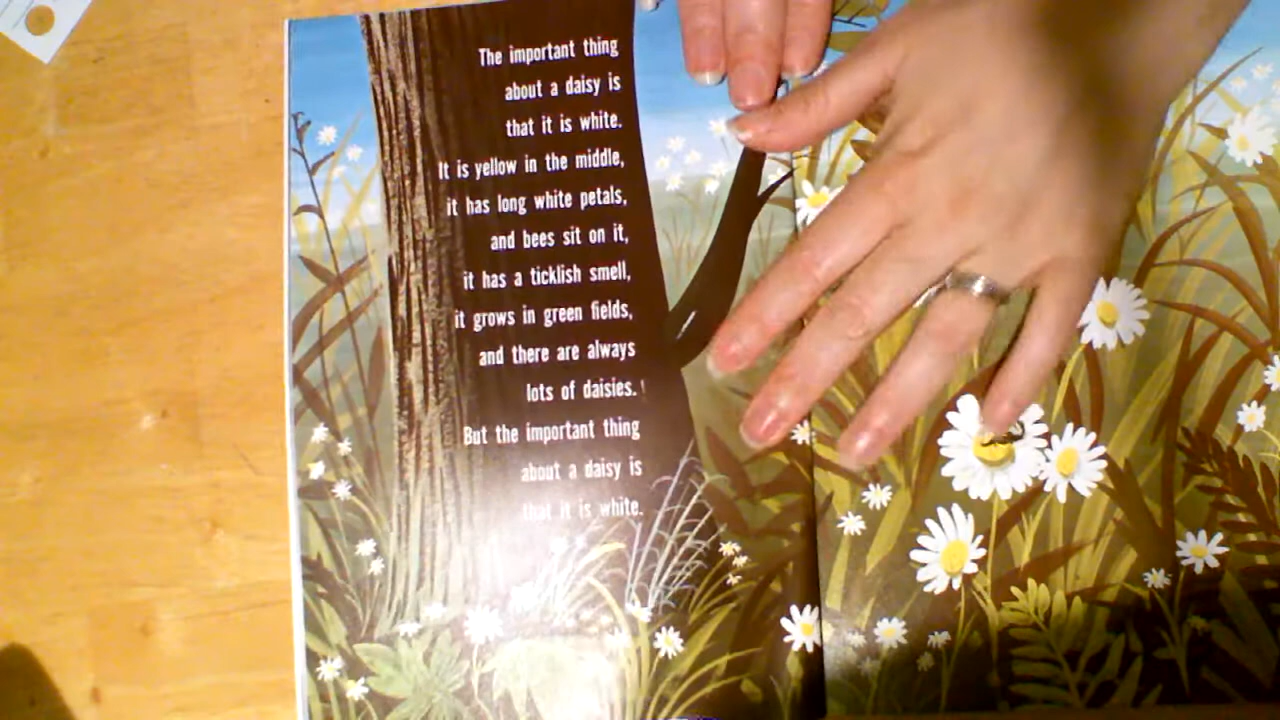 The important thing
about a daisy is
that it is white.
It is yellow in the middle,
it has long white petals,
and bees sit on it,
it has a ticklish smell,
it grows in green fields,
and there are always
lots of daisies.
But the important thing
about a daisy is
that it is white.